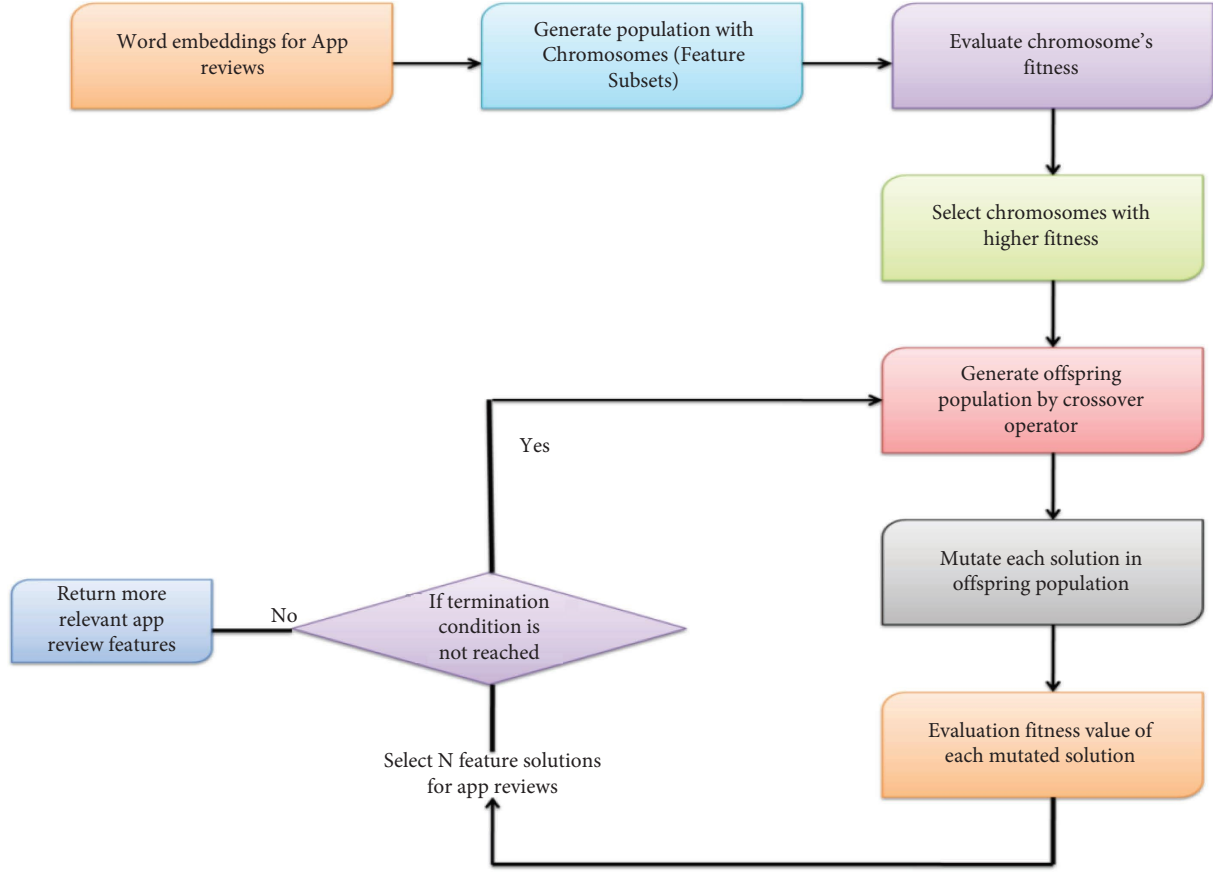 Word embeddings for App
reviews
Generate population with
Chromosomes (Feature
Subsets)
Evaluate chromosome's
fitness
Select chromosomes with
higher fitness
Generate offspring
population by crossover
operator
Yes
Mutate each solution in
offspring population
Return more
relevant app
review features
No
If termination
condition is
not reached
Evaluation fitness value of
each mutated solution
Select N feature solutions
for app reviews